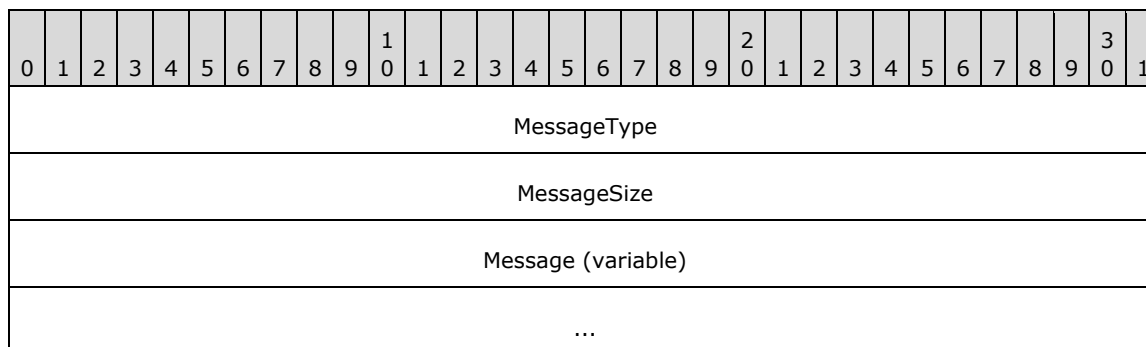 1 2 3
0 1 2 3 4 5 6 7 8 9 0 1 2 3 4 5 6 7 8 9 0 1 2 3 4 5 6 7 8 9 0 1
MessageType
MessageSize
Message (variable)
...